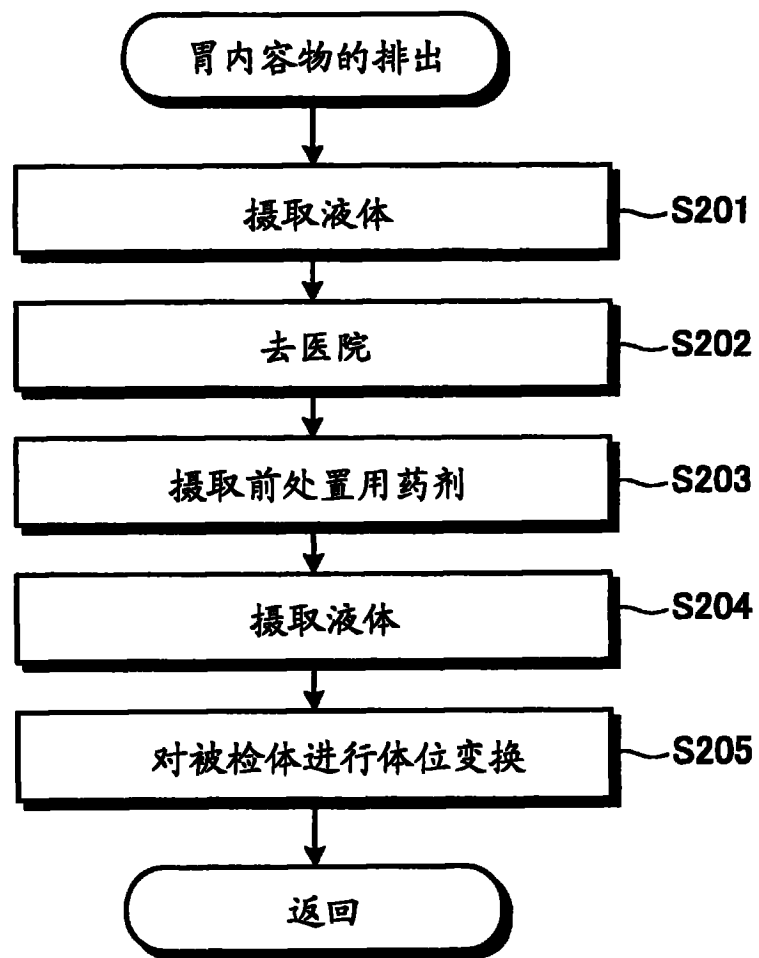 胃内容物的排出
摄取液体
S201
去医院
S202
摄取前处置用药剂
S203
摄取液体
S204
对被检体进行体位变换
S205
返回